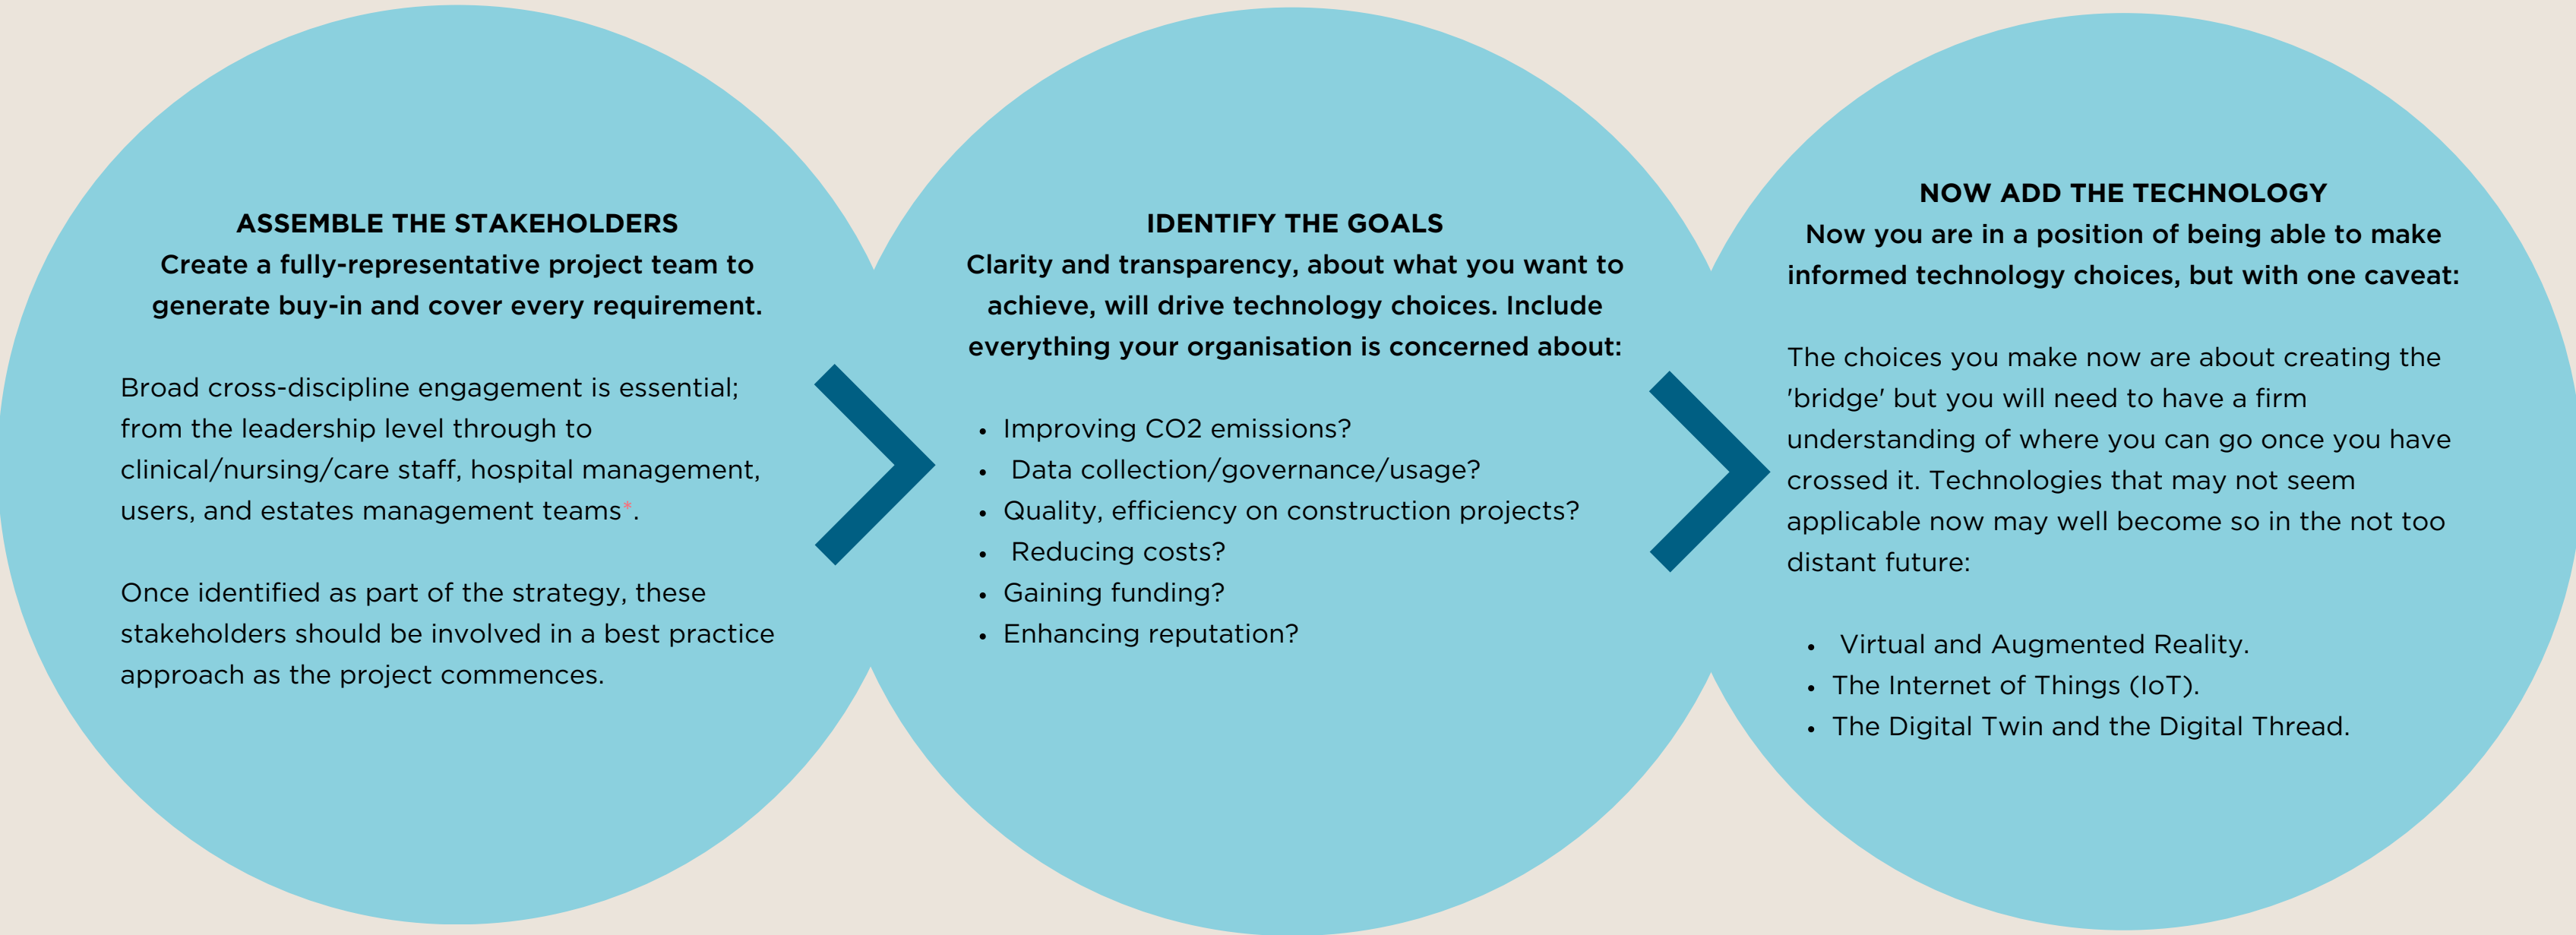 ASSEMBLE THE STAKEHOLDERS
Create a fully-representative project team to
generate buy-in and cover every requirement.
Broad cross-discipline engagement is essential;
from the leadership level through to
clinical/nursing/care staff, hospital management,
users, and estates management teams*.
Once identified as part of the strategy, these
stakeholders should be involved in a best practice
approach as the project commences.
IDENTIFY THE GOALS
Clarity and transparency, about what you want to
achieve, will drive technology choices. Include
everything your organisation is concerned about:
• Improving CO2 emissions?
• Data collection/governance/usage?
• Quality, efficiency on construction projects?
• Reducing costs?
• Gaining funding?
• Enhancing reputation?
NOW ADD THE TECHNOLOGY
Now you are in a position of being able to make
informed technology choices, but with one caveat:
The choices you make now are about creating the
'bridge' but you will need to have a firm
understanding of where you can go once you have
crossed it. Technologies that may not seem
applicable now may well become so in the not too
distant future:
• Virtual and Augmented Reality.
• The Internet of Things (IoT).
• The Digital Twin and the Digital Thread.